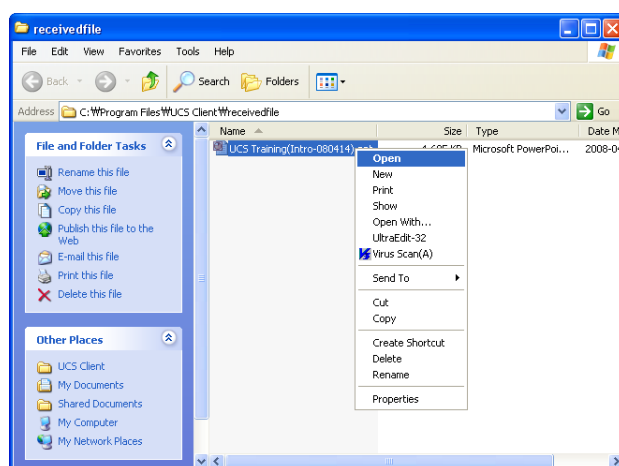 receivedfile
File Edit View Favorites Tools Help
Back Search Folders
Address C:₩Program Files₩UCS Client₩receivedfile Go
Name Size Type Date M
File and Folder Tasks
Rename this file
Move this file
Copy this file
Publish this file to the
Web
E-mail this file
Print this file
Delete this file
Other Places
UCS Client
My Documents
Shared Documents
My Computer
My Network Places
UCS Training(Intro-080414) Microsoft PowerPoi... 2008-0
Open
New
Print
Show
Open With...
UltraEdit-32
Virus Scan(A)
Send To
Cut
Copy
Create Shortcut
Delete
Rename
Properties